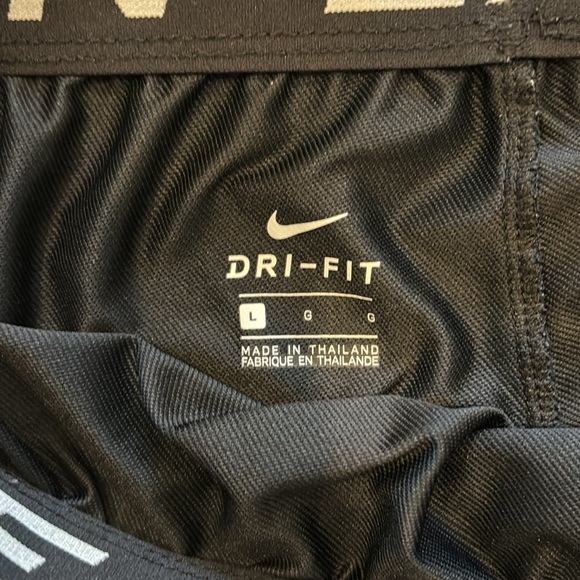 DRI-FIT
L G G
MADE IN THAILAND
FABRIQUE EN THAILANDE